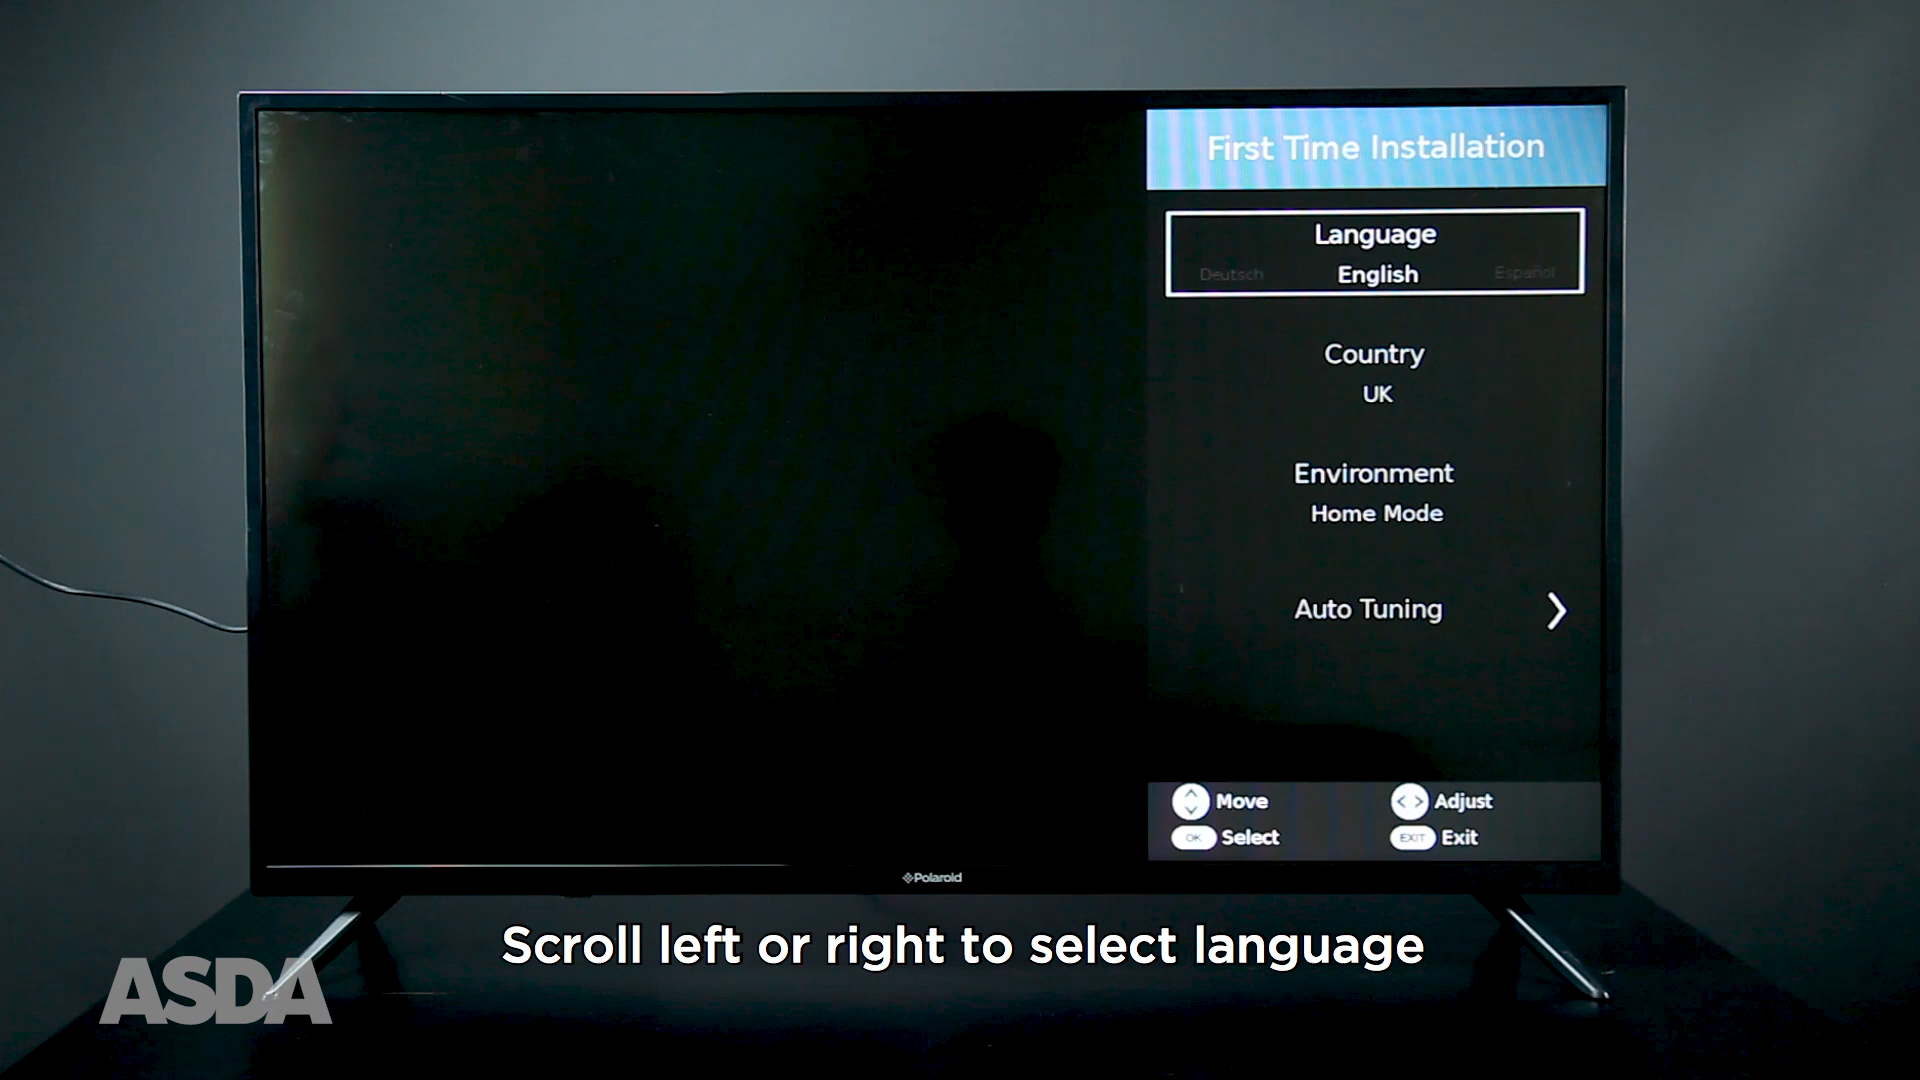 First Time Installation
Language
Deutsch English Español
Country
UK
Environment
Home Mode
Auto Tuning
Move Adjust
OK Select EXIT Exit
Polaroid
Scroll left or right to select language
ASDA